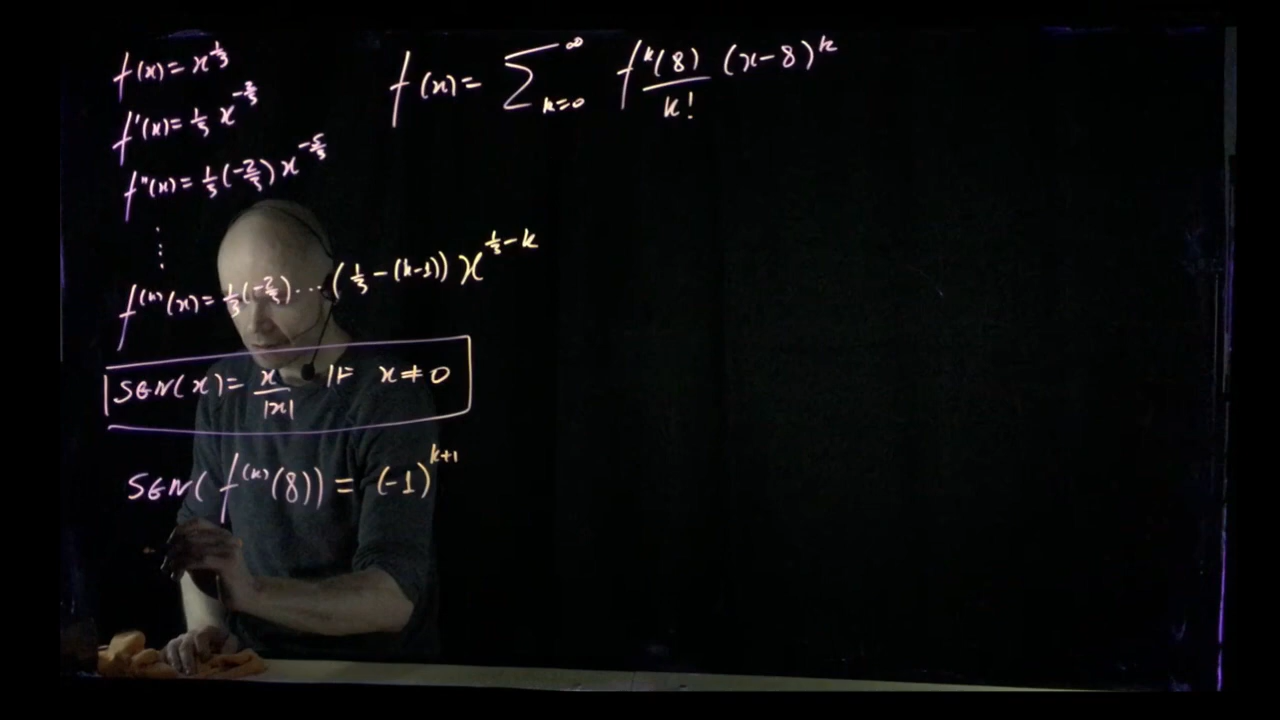 f(x) = x^{1/3}
f'(x) = 1/3 x^{-2/3}
f''(x) = 1/3 (-2/3) x^{-5/3}
⋮
f^{(k)}(x) = 1/3 (-2/3) ... (1/3 - (k-1)) x^{1/3 - k}
SGN(x) = x/|x| IF x ≠ 0
SGN(f^{(k)}(8)) = (-1)^{k+1}
f(x) = ∑_{k=0}^{∞} f^k(8)/k! (x-8)^k